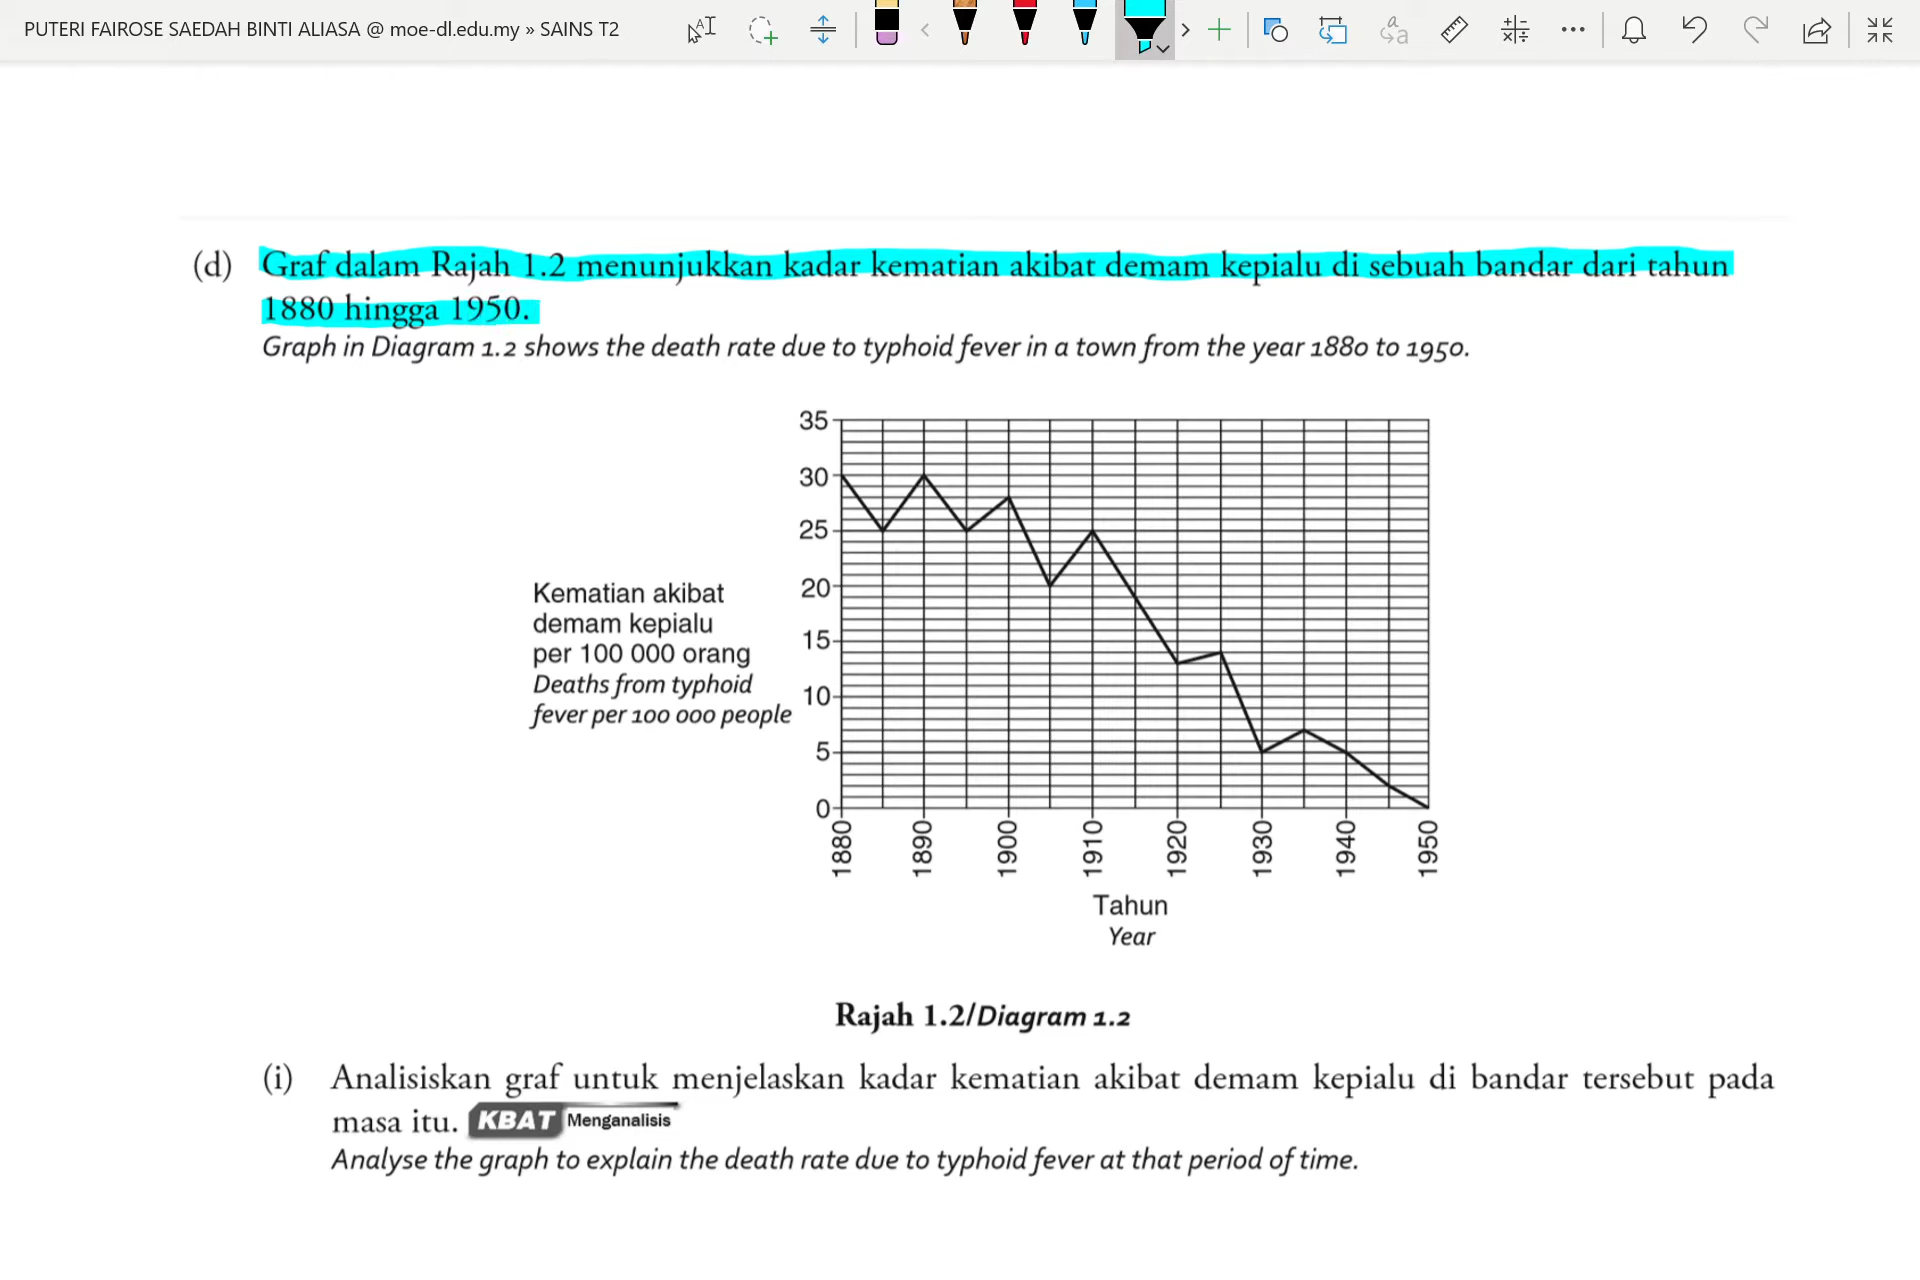 PUTERI FAIROSE SAEDAH BINTI ALIASA @ moe-dl.edu.my » SAINS T2
(d) Graf dalam Rajah 1.2 menunjukkan kadar kematian akibat demam kepialu di sebuah bandar dari tahun
1880 hingga 1950.
Graph in Diagram 1.2 shows the death rate due to typhoid fever in a town from the year 1880 to 1950.
35
30
25
20
15
10
5
0
Kematian akibat
demam kepialu
per 100 000 orang
Deaths from typhoid
fever per 100 000 people
1880 1890 1900 1910 1920 1930 1940 1950
Tahun
Year
Rajah 1.2/Diagram 1.2
(i) Analisiskan graf untuk menjelaskan kadar kematian akibat demam kepialu di bandar tersebut pada
masa itu. KBAT Menganalisis
Analyse the graph to explain the death rate due to typhoid fever at that period of time.